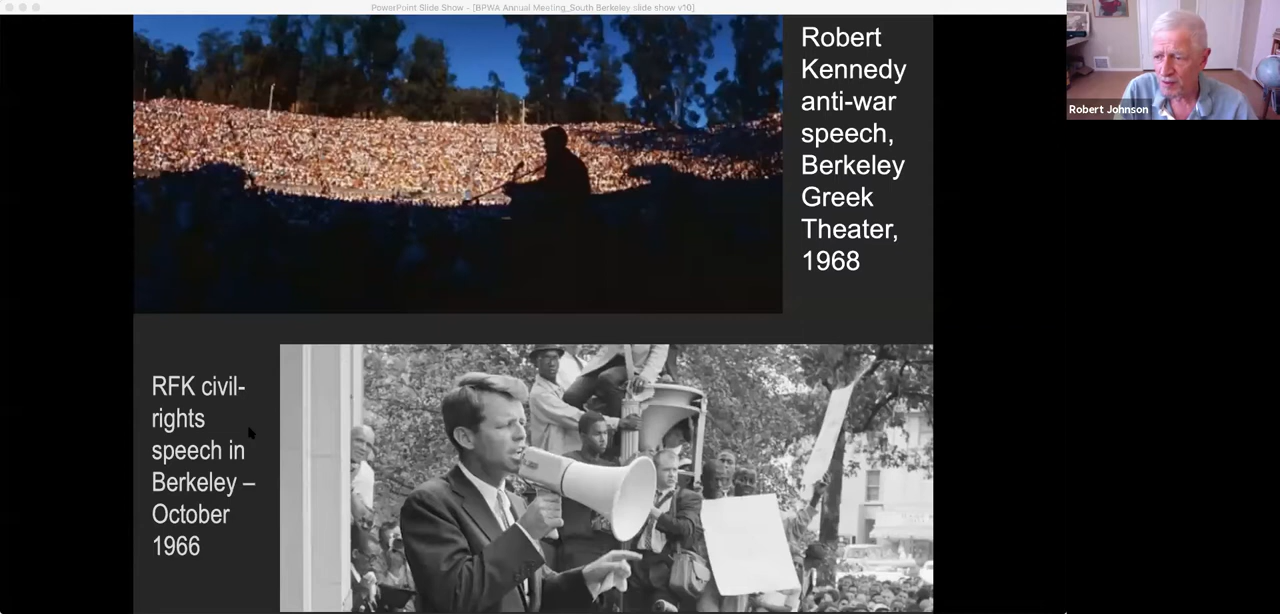 PowerPoint Slide Show - [BPWA Annual Meeting_South Berkeley slide show v10]
Robert
Kennedy
anti-war
speech,
Berkeley
Greek
Theater,
1968
Robert Johnson
RFK civil-
rights
speech in
Berkeley –
October
1966